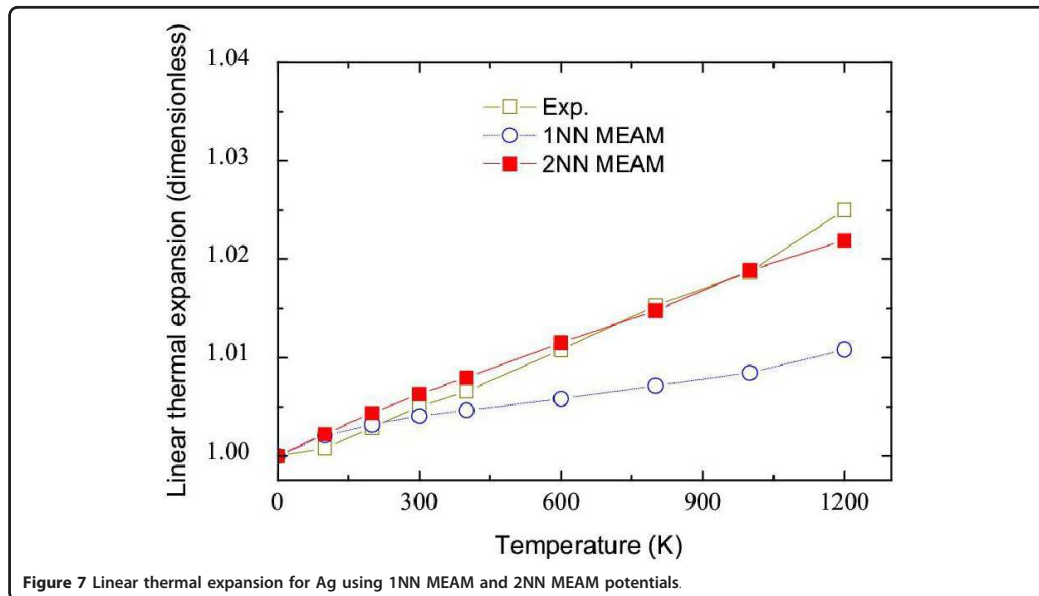 Linear thermal expansion (dimensionless)
1.04
1.03
1.02
1.01
1.00
Exp.
1NN MEAM
2NN MEAM
0 300 600 900 1200
Temperature (K)
Figure 7 Linear thermal expansion for Ag using 1NN MEAM and 2NN MEAM potentials.